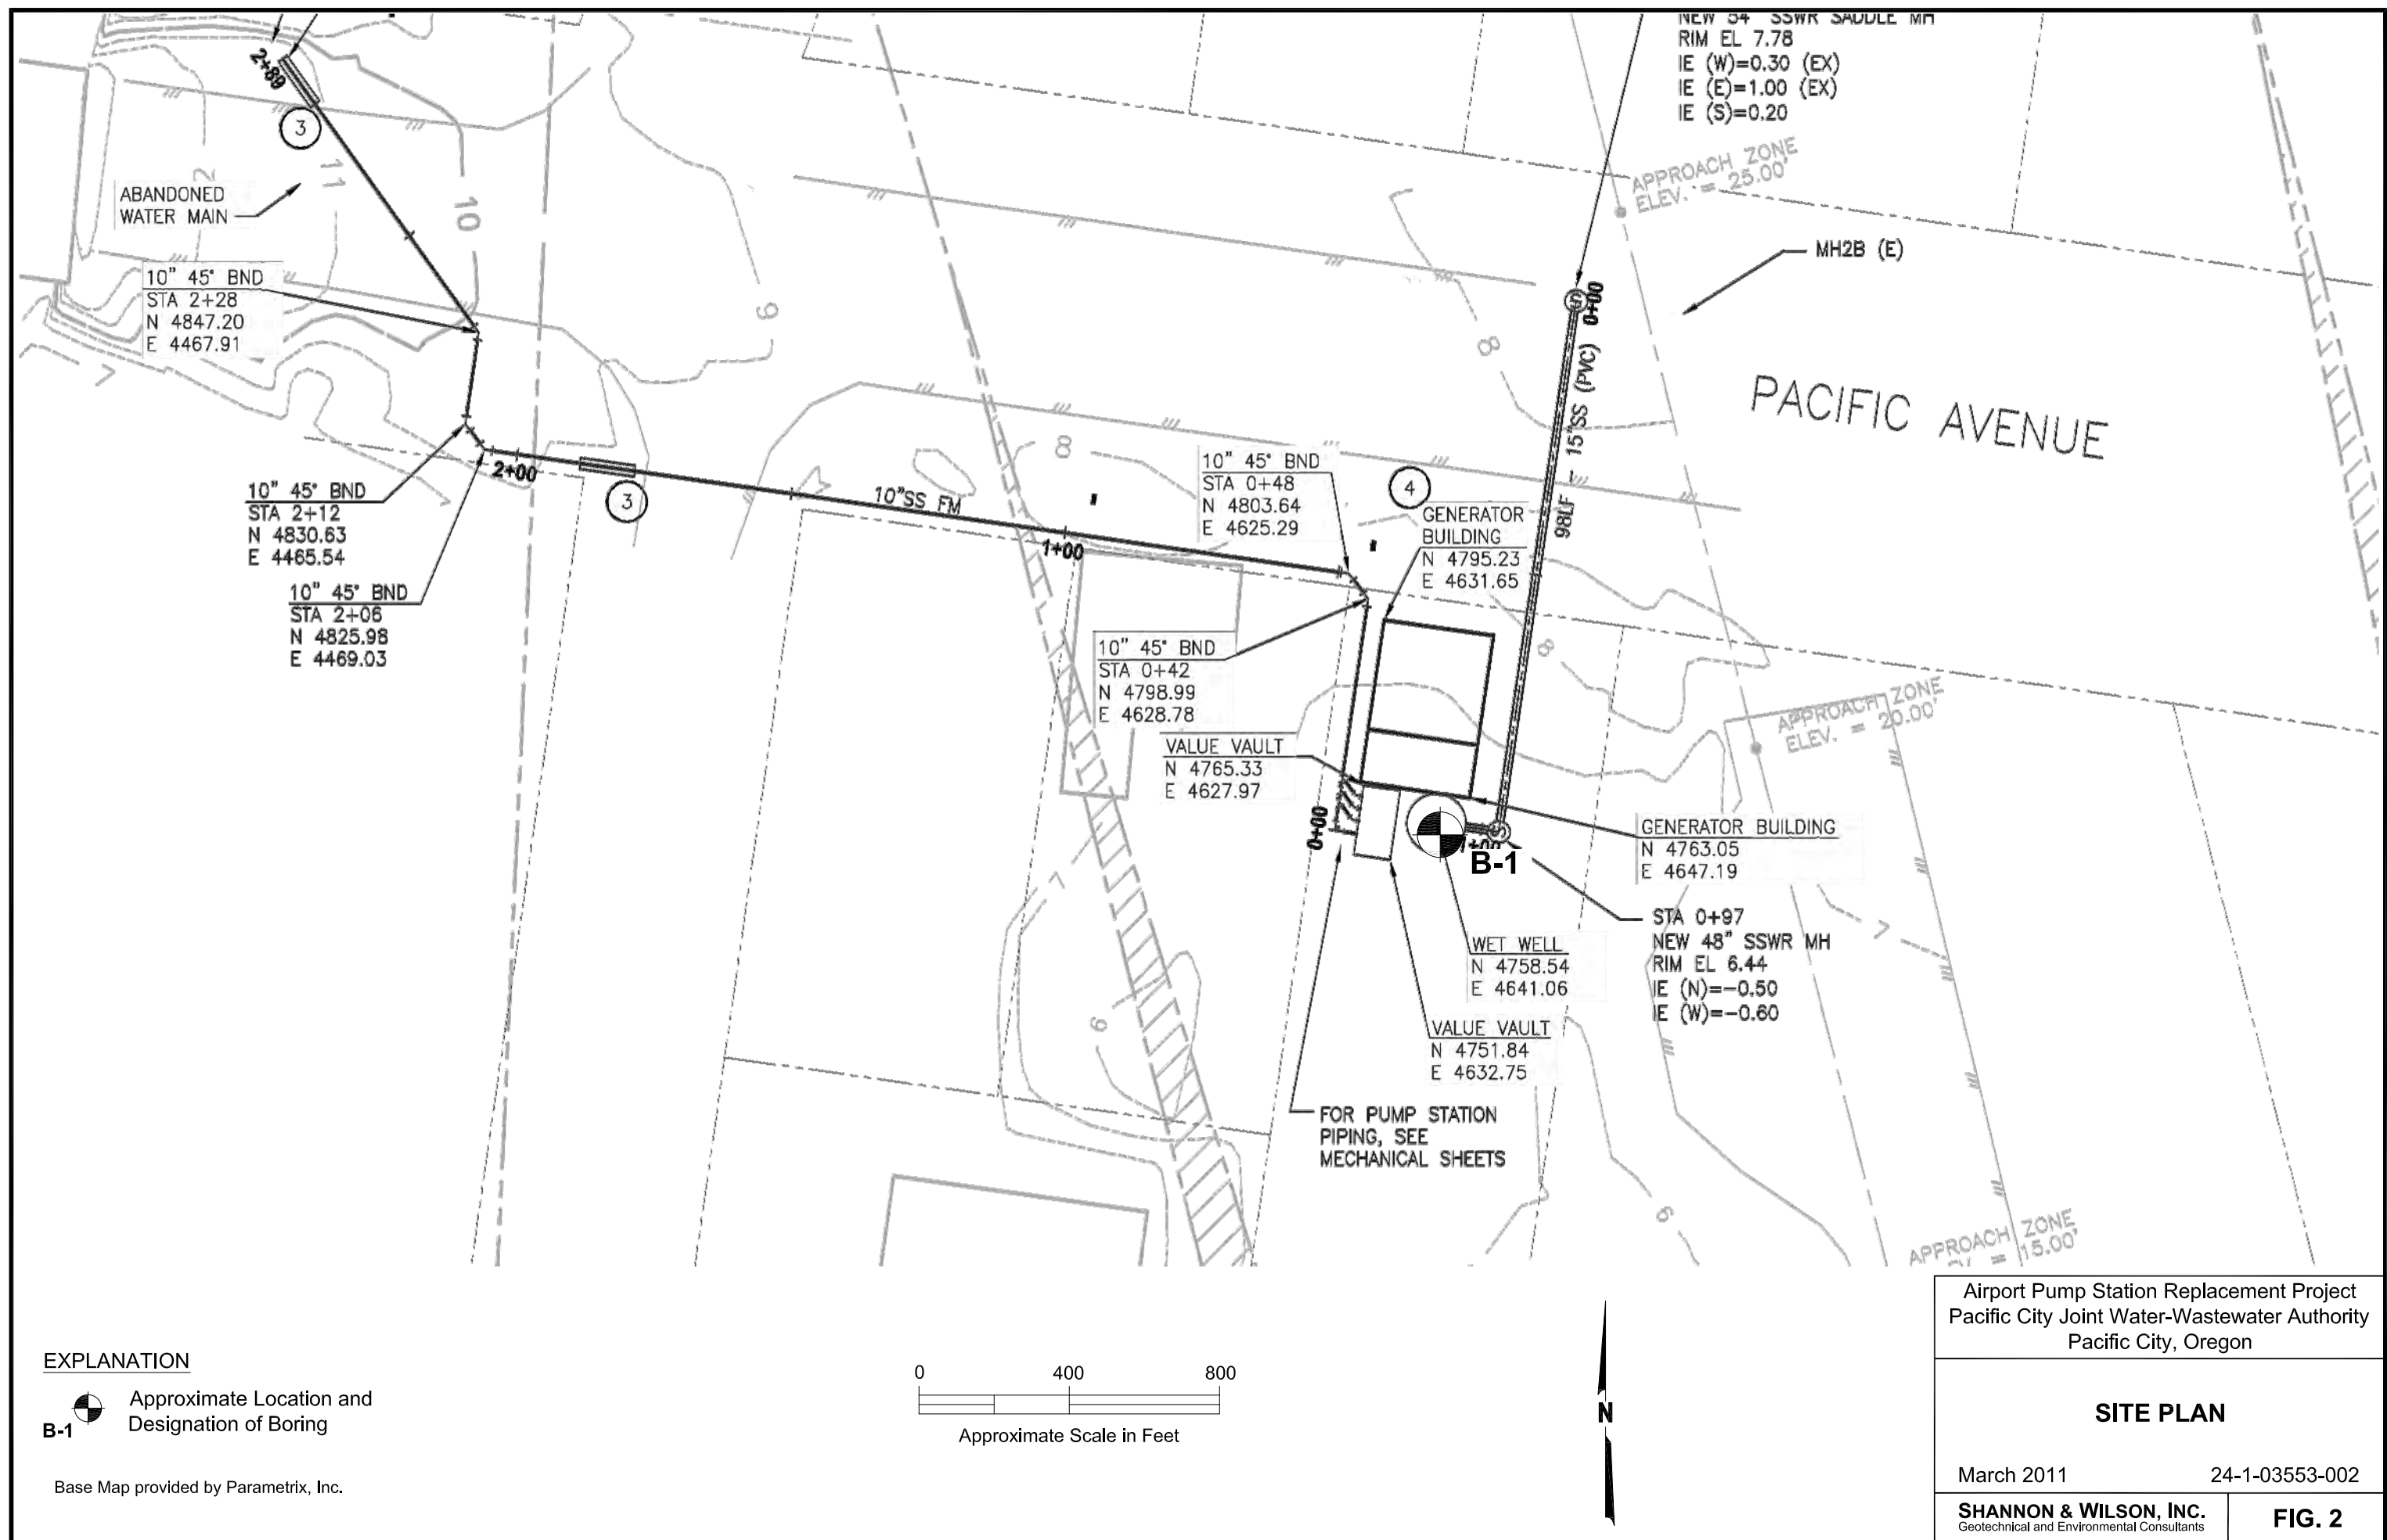 NEW 54" SSWR SADDLE MH
RIM EL 7.78
IE (W)=0.30 (EX)
IE (E)=1.00 (EX)
IE (S)=0.20
APPROACH ZONE
ELEV. = 25.00'
MH2B (E)
PACIFIC AVENUE
2+89
3
ABANDONED
WATER MAIN
2
11
10
9
10" 45° BND
STA 2+28
N 4847.20
E 4467.91
7
10" 45° BND
STA 2+12
N 4830.63
E 4465.54
10" 45° BND
STA 2+06
N 4825.98
E 4469.03
2+00
3
10"SS FM
8
1+00
10" 45° BND
STA 0+48
N 4803.64
E 4625.29
4
GENERATOR
BUILDING
N 4795.23
E 4631.65
8
0+00
98LF - 15"SS (PVC)
8
10" 45° BND
STA 0+42
N 4798.99
E 4628.78
VALUE VAULT
N 4765.33
E 4627.97
0+00
1+00
B-1
APPROACH ZONE
ELEV. = 20.00'
GENERATOR BUILDING
N 4763.05
E 4647.19
STA 0+97
NEW 48" SSWR MH
RIM EL 6.44
IE (N)=-0.50
IE (W)=-0.60
7
WET WELL
N 4758.54
E 4641.06
VALUE VAULT
N 4751.84
E 4632.75
7
6
FOR PUMP STATION
PIPING, SEE
MECHANICAL SHEETS
6
APPROACH ZONE
= 15.00'
EXPLANATION
B-1
Approximate Location and
Designation of Boring
Base Map provided by Parametrix, Inc.
0 400 800
Approximate Scale in Feet
N
Airport Pump Station Replacement Project
Pacific City Joint Water-Wastewater Authority
Pacific City, Oregon
SITE PLAN
March 2011 24-1-03553-002
SHANNON & WILSON, INC.
Geotechnical and Environmental Consultants
FIG. 2